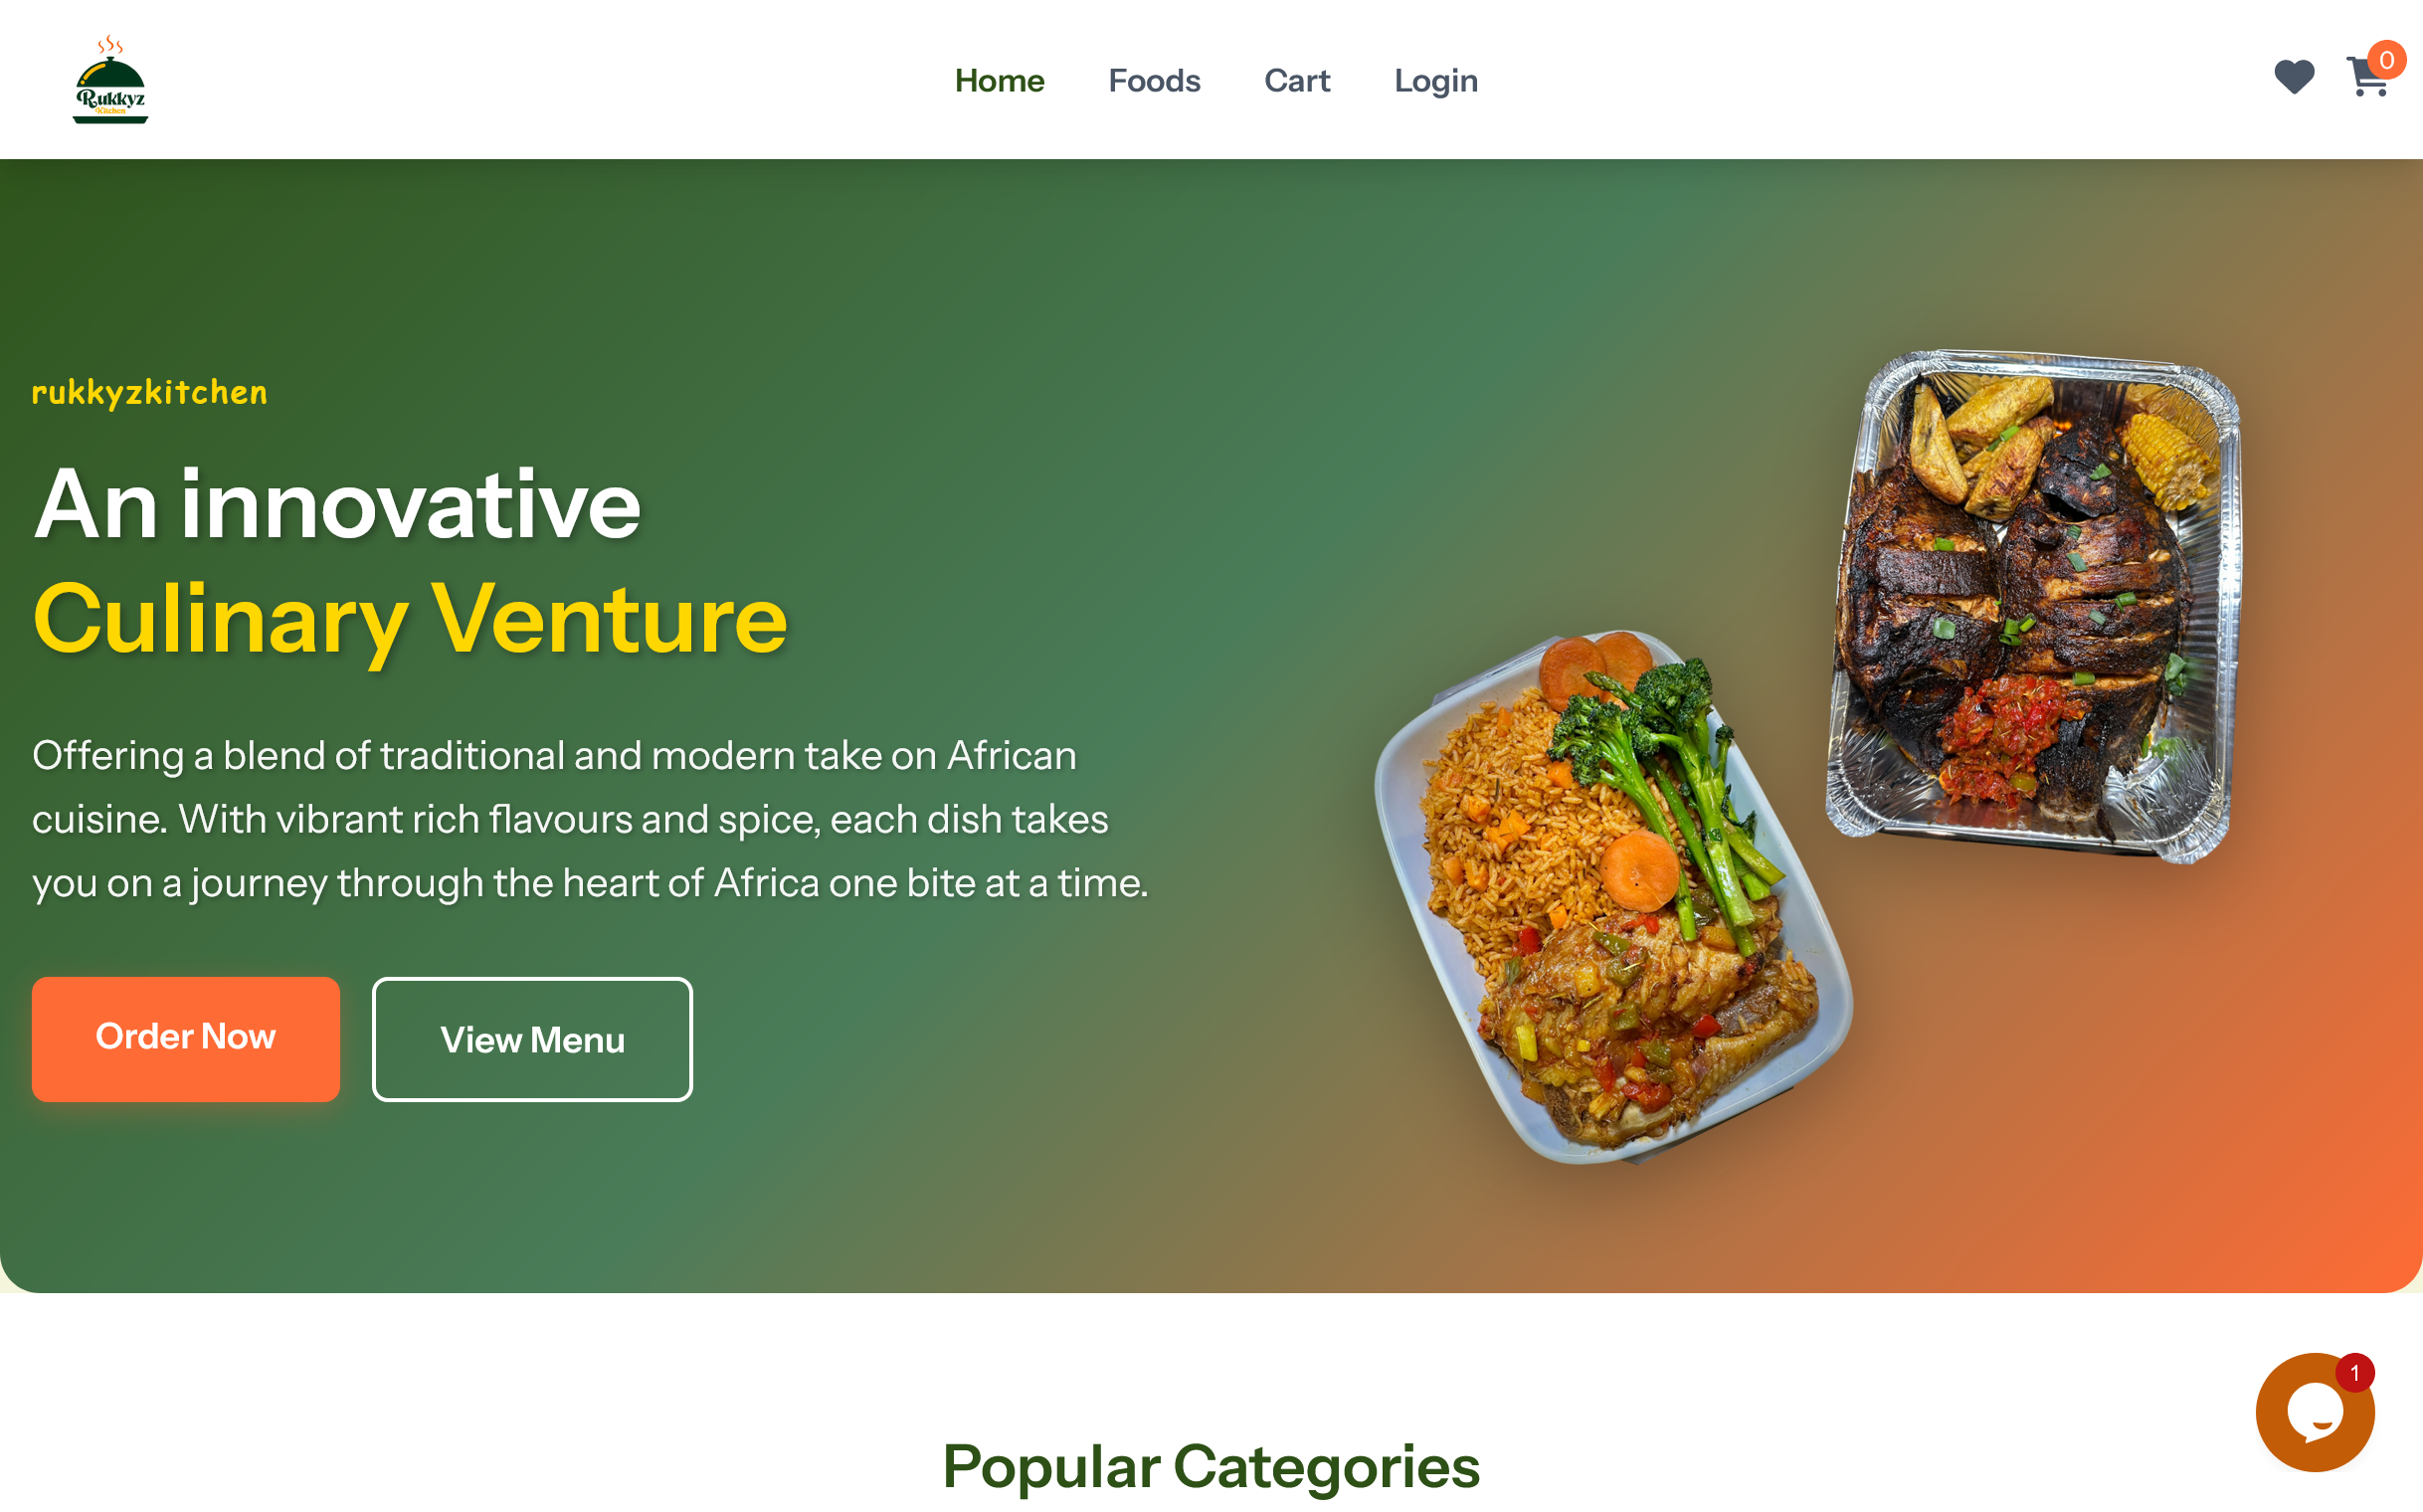 Rukkyz
Kitchen
Home
Foods
Cart
Login
0
rukkyzkitchen
An innovative
Culinary Venture
Offering a blend of traditional and modern take on African
cuisine. With vibrant rich flavours and spice, each dish takes
you on a journey through the heart of Africa one bite at a time.
Order Now
View Menu
1
Popular Categories